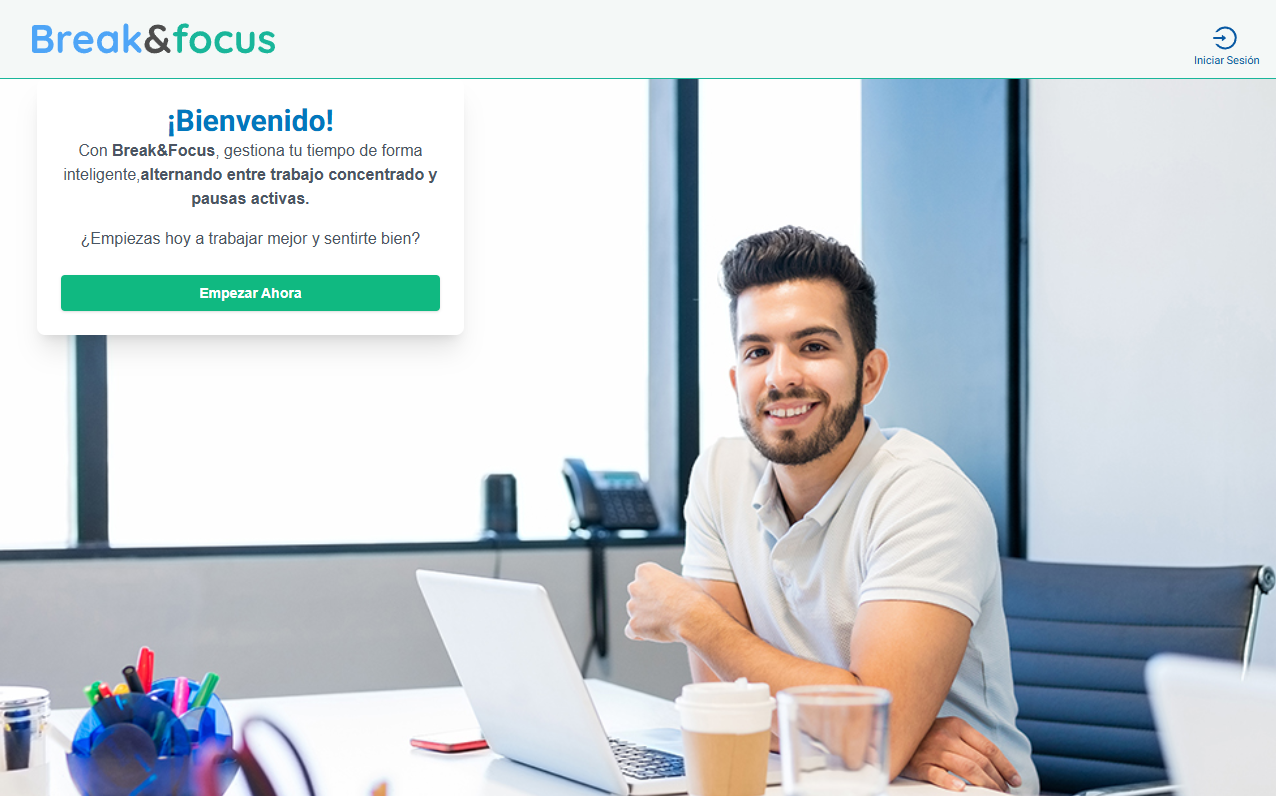 Break&focus
Iniciar Sesión
¡Bienvenido!
Con Break&Focus, gestiona tu tiempo de forma
inteligente,alternando entre trabajo concentrado y
pausas activas.
¿Empiezas hoy a trabajar mejor y sentirte bien?
Empezar Ahora